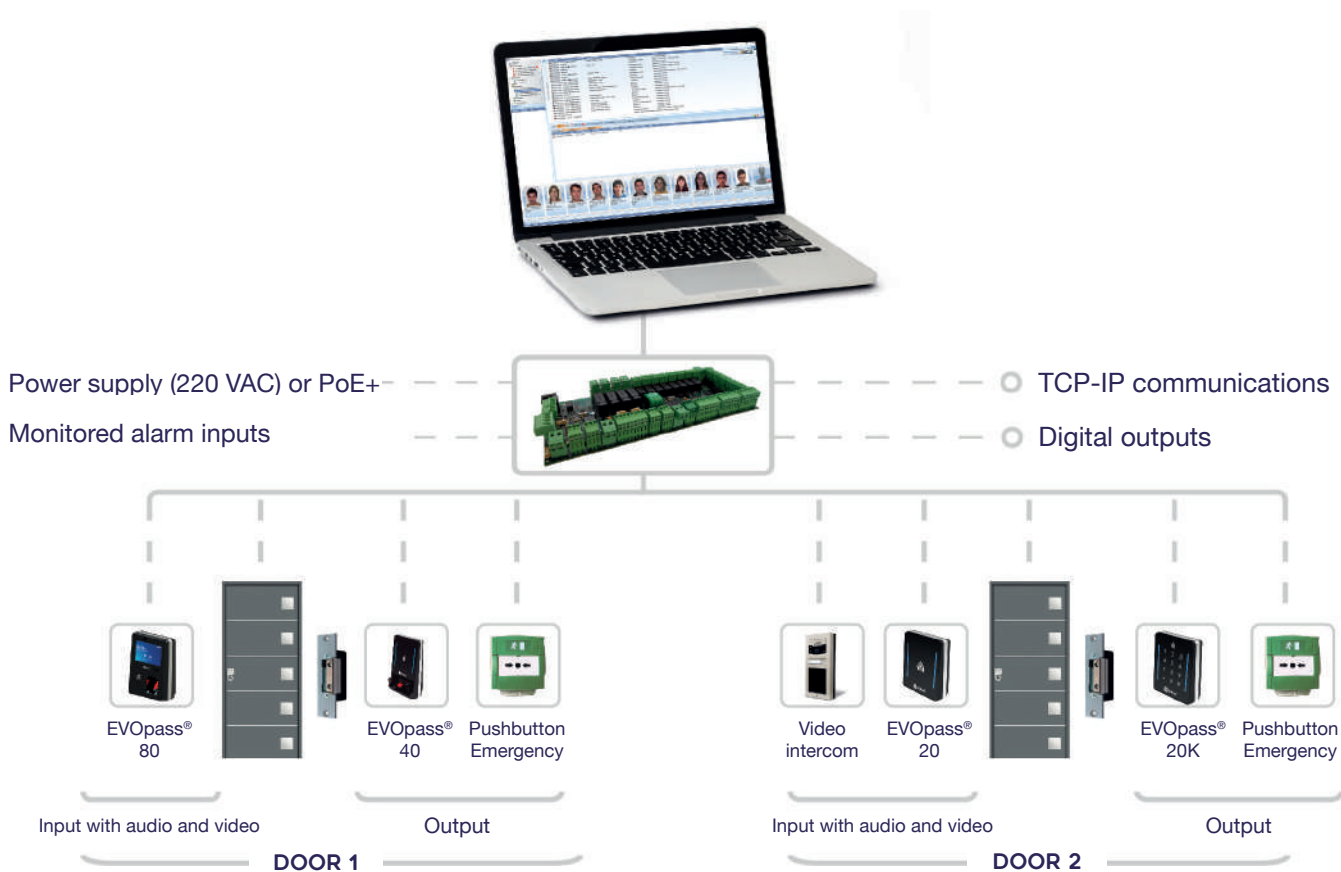 Power supply (220 VAC) or PoE+
TCP-IP communications
Monitored alarm inputs
Digital outputs
EVOpass®
80
EVOpass®
40
Pushbutton
Emergency
Video
intercom
EVOpass®
20
EVOpass®
20K
Pushbutton
Emergency
Input with audio and video
Output
Input with audio and video
Output
DOOR 1
DOOR 2